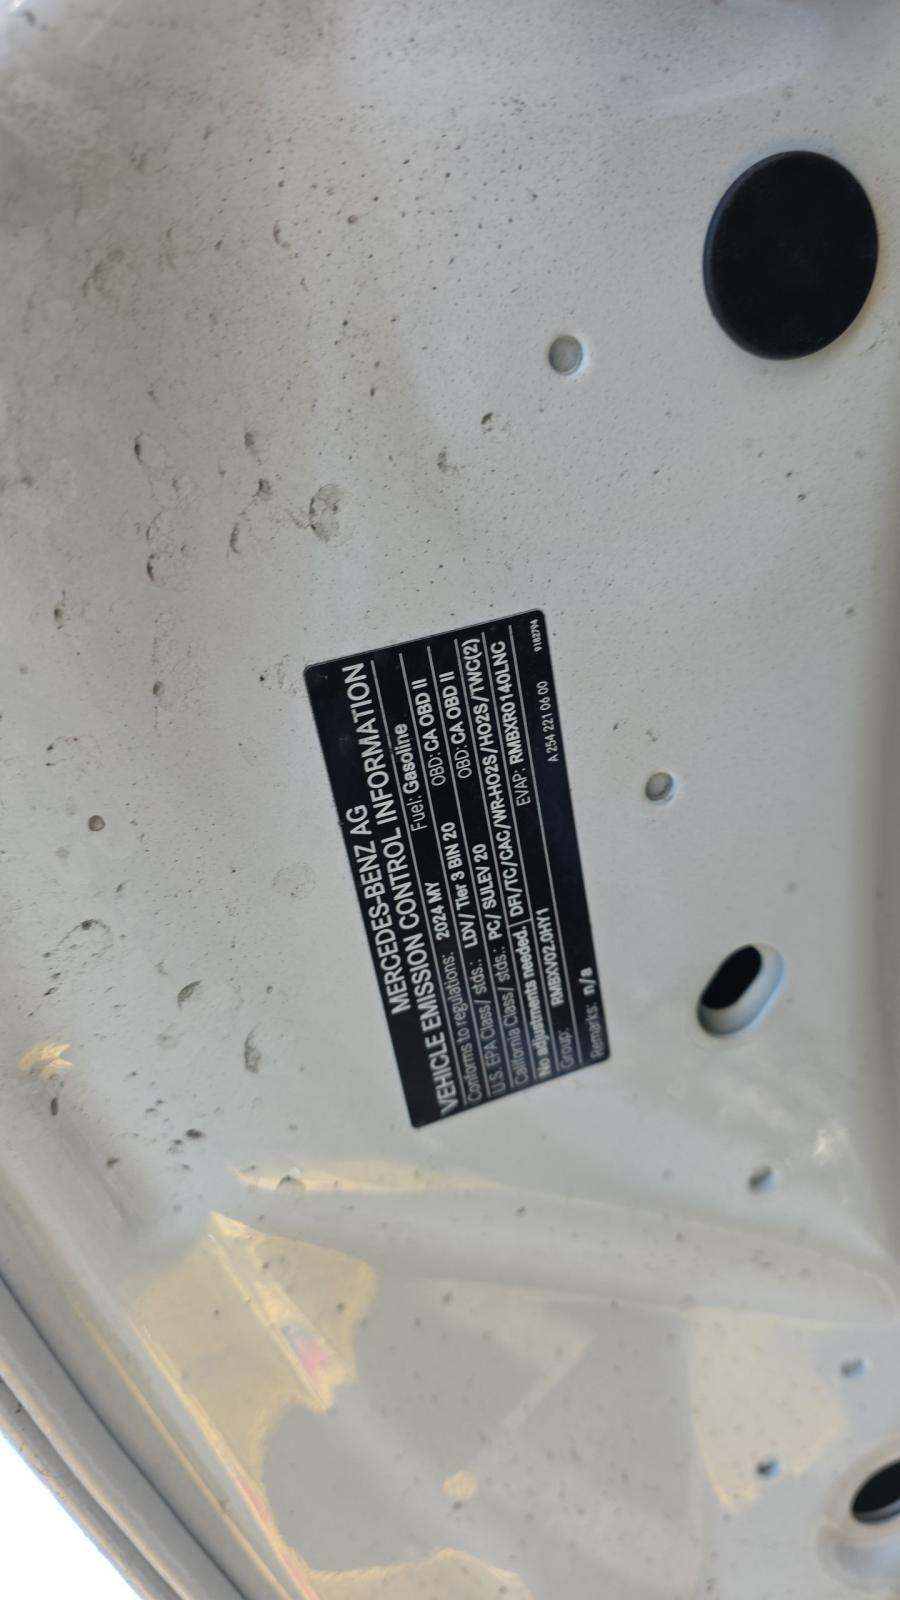 MERCEDES-BENZ AG
VEHICLE EMISSION CONTROL INFORMATION
Conforms to regulations: 2024 MY Fuel: Gasoline
U.S. EPA Class/ stds.: LDV/ Tier 3 BIN 20 OBD: CA OBD II
California Class/ stds.: PC/ SULEV 20 OBD: CA OBD II
No adjustments needed. DFI/TC/CAC/WR-HO2S/HO2S/TWC(2)
Group: RMBXV02.0HY1 EVAP: RMBXR0140LNC
Remarks: n/a
A 254 221 06 00 9182794